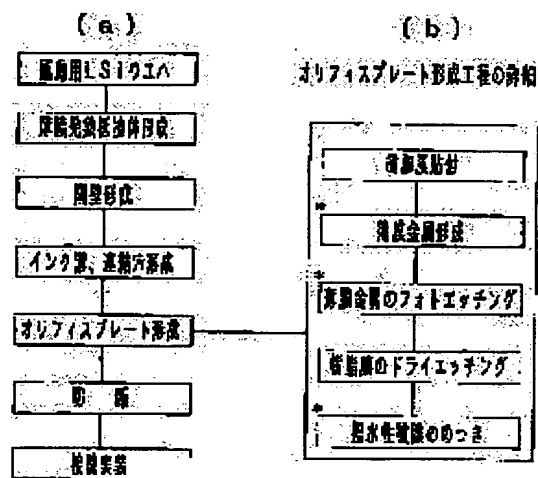 (a)
駆動用LSIウエハ
薄膜発熱抵抗体形成
隔壁形成
インク溝、連結穴形成
オリフィスプレート形成
切断
接続実装
(b)
オリフィスプレート形成工程の詳細
樹脂膜貼付
*
薄膜金属形成
*
薄膜金属のフォトエッチング
樹脂膜のドライエッチング
*
撥水性被膜のめっき